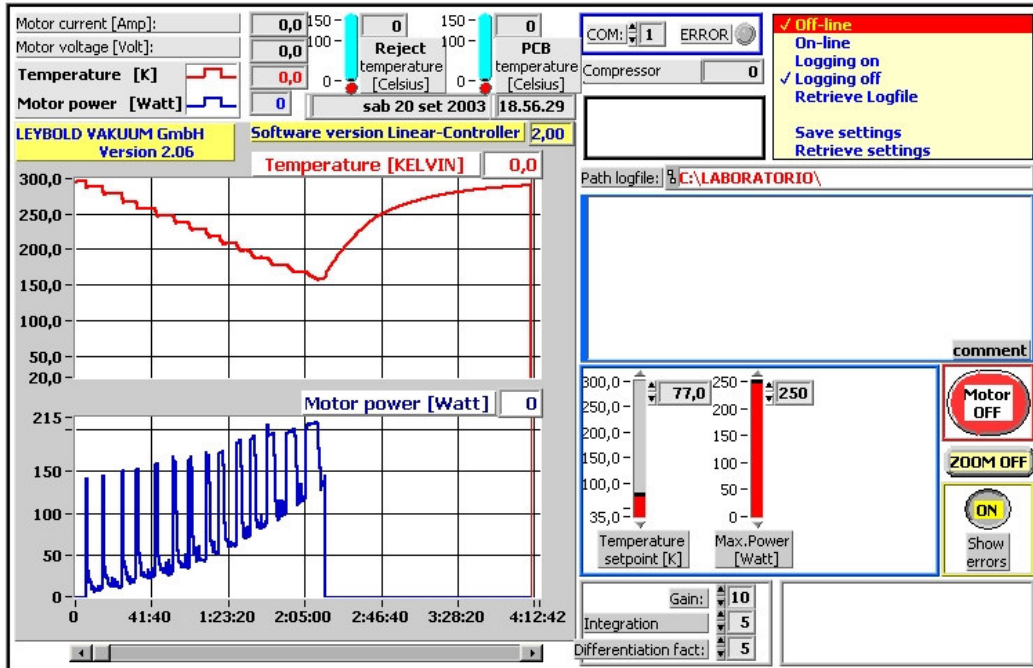 Motor current [Amp]: 0,0
Motor voltage [Volt]: 0,0
Temperature [K] 0,0
Motor power [Watt] 0
150
100
0
0
Reject
temperature
[Celsius]
150
100
0
0
PCB
temperature
[Celsius]
sab 20 set 2003 18.56.29
COM: 1 ERROR
Compressor 0
Off-line
On-line
Logging on
Logging off
Retrieve Logfile
Save settings
Retrieve settings
LEYBOLD VAKUUM GmbH
Version 2.06
Software version Linear-Controller 2,00
Temperature [KELVIN] 0,0
Path logfile: C:\LABORATORIO\
300,0
250,0
200,0
150,0
100,0
50,0
20,0
comment
Motor power [Watt] 0
215
150
100
50
0
0 41:40 1:23:20 2:05:00 2:46:40 3:28:20 4:12:42
300,0
250,0
200,0
150,0
100,0
35,0
77,0
Temperature
setpoint [K]
250
200
150
100
50
0
250
Max.Power
[Watt]
Motor
OFF
ZOOM OFF
ON
Show
errors
Gain: 10
Integration 5
Differentiation fact: 5